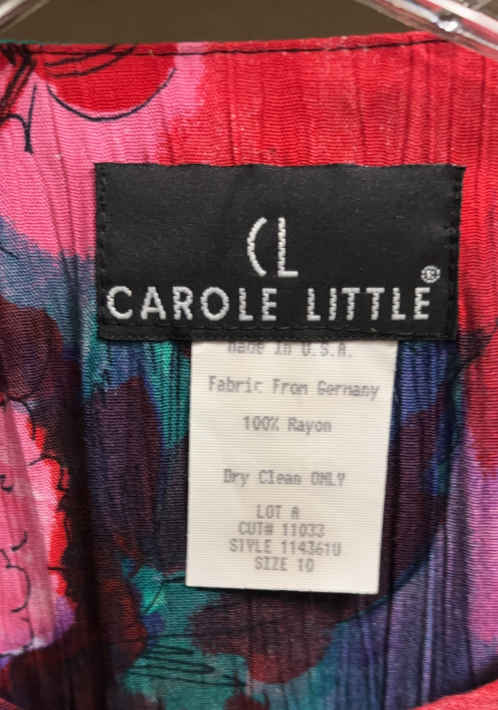 CL
CAROLE LITTLE®
Made in U.S.A.
Fabric From Germany
100% Rayon
Dry Clean ONLY
LOT A
CUT# 11033
STYLE 114361U
SIZE 10